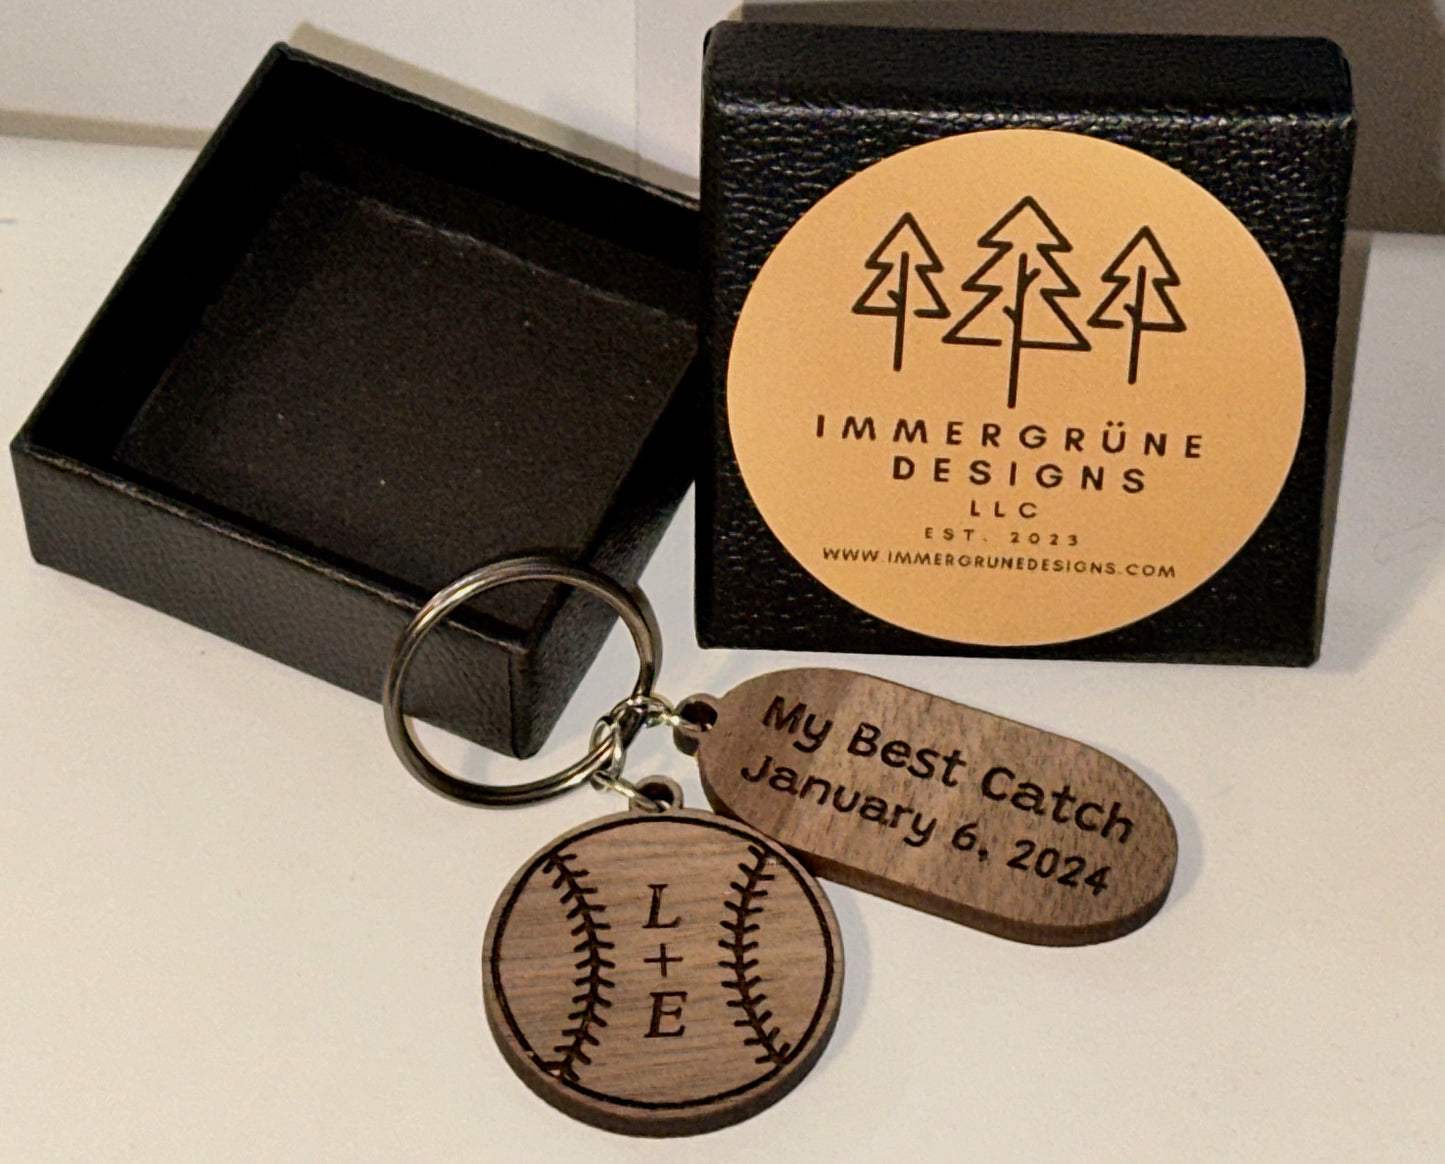 IMMERGRÜNE
DESIGNS
LLC
EST. 2023
WWW.IMMERGRUNEDESIGNS.COM
My Best Catch
January 6, 2024
L
+
E